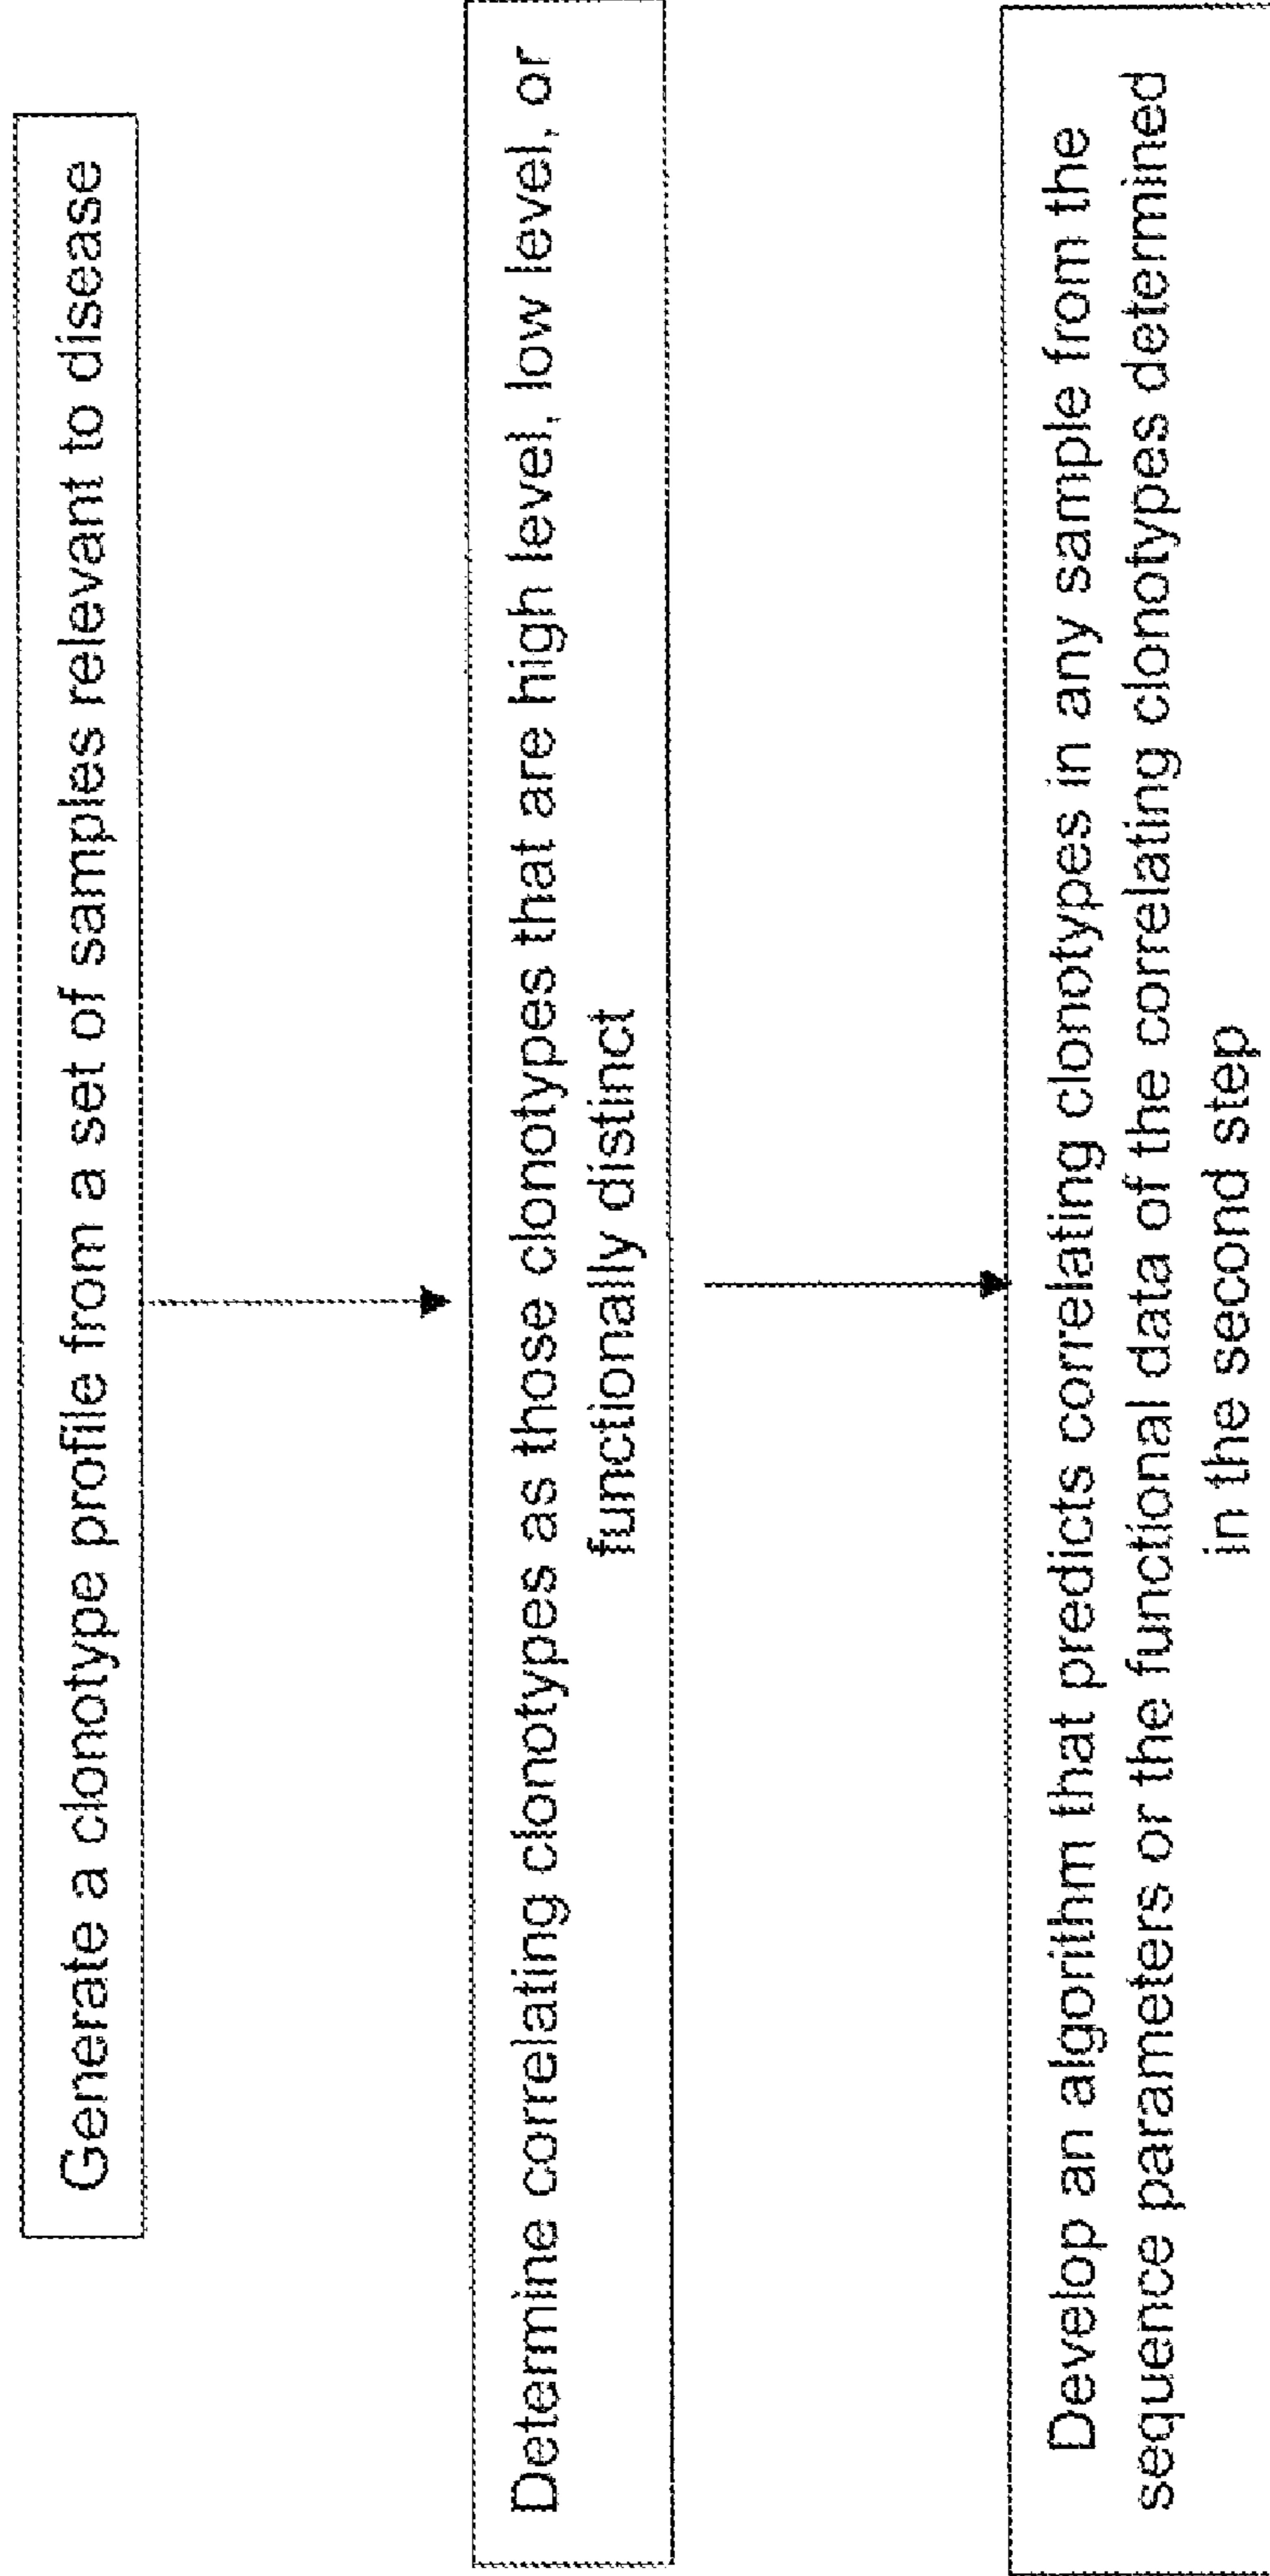 Generate a clonotype profile from a set of samples relevant to disease
Determine correlating clonotypes as those clonotypes that are high level, low level, or
functionally distinct
Develop an algorithm that predicts correlating clonotypes in any sample from the
sequence parameters or the functional data of the correlating clonotypes determined
in the second step